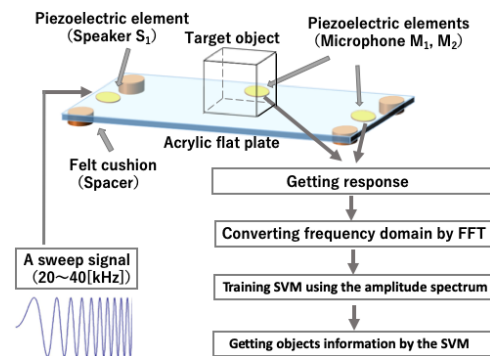 Piezoelectric element
(Speaker S₁)
Target object
Piezoelectric elements
(Microphone M₁, M₂)
Acrylic flat plate
Felt cushion
(Spacer)
Getting response
A sweep signal
(20～40[kHz])
Converting frequency domain by FFT
Training SVM using the amplitude spectrum
Getting objects information by the SVM